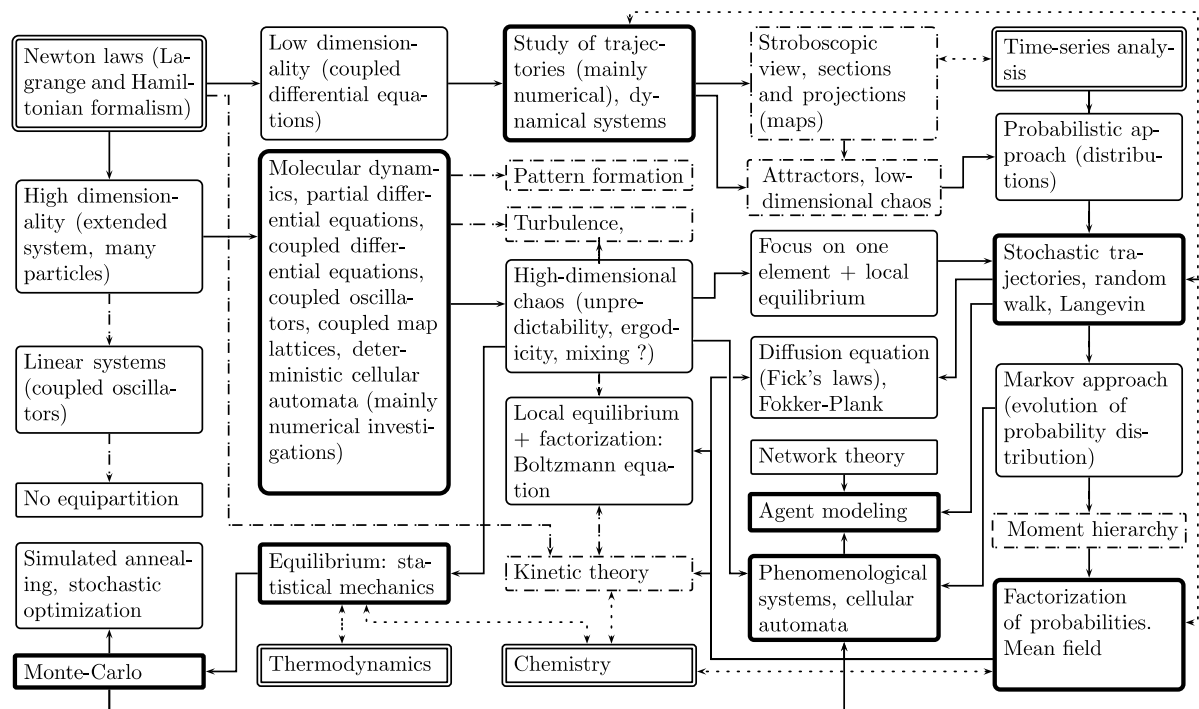 Newton laws (La-
grange and Hamil-
tonian formalism)
Low dimension-
ality (coupled
differential equa-
tions)
Study of trajec-
tories (mainly
numerical), dy-
namical systems
Stroboscopic
view, sections
and projections
(maps)
Time-series analy-
sis
Probabilistic ap-
proach (distribu-
tions)
High dimension-
ality (extended
system, many
particles)
Molecular dynam-
ics, partial differ-
ential equations,
coupled differ-
ential equations,
coupled oscilla-
tors, coupled map
lattices, deter-
ministic cellular
automata (mainly
numerical investi-
gations)
Pattern formation
Turbulence,
Attractors, low-
dimensional chaos
High-dimensional
chaos (unpre-
dictability, ergod-
icity, mixing ?)
Focus on one
element + local
equilibrium
Stochastic tra-
jectories, random
walk, Langevin
Linear systems
(coupled oscilla-
tors)
Diffusion equation
(Fick's laws),
Fokker-Plank
Markov approach
(evolution of
probability dis-
tribution)
Local equilibrium
+ factorization:
Boltzmann equa-
tion
No equipartition
Network theory
Agent modeling
Moment hierarchy
Simulated anneal-
ing, stochastic
optimization
Equilibrium: sta-
tistical mechanics
Kinetic theory
Phenomenological
systems, cellular
automata
Factorization
of probabilities.
Mean field
Monte-Carlo
Thermodynamics
Chemistry